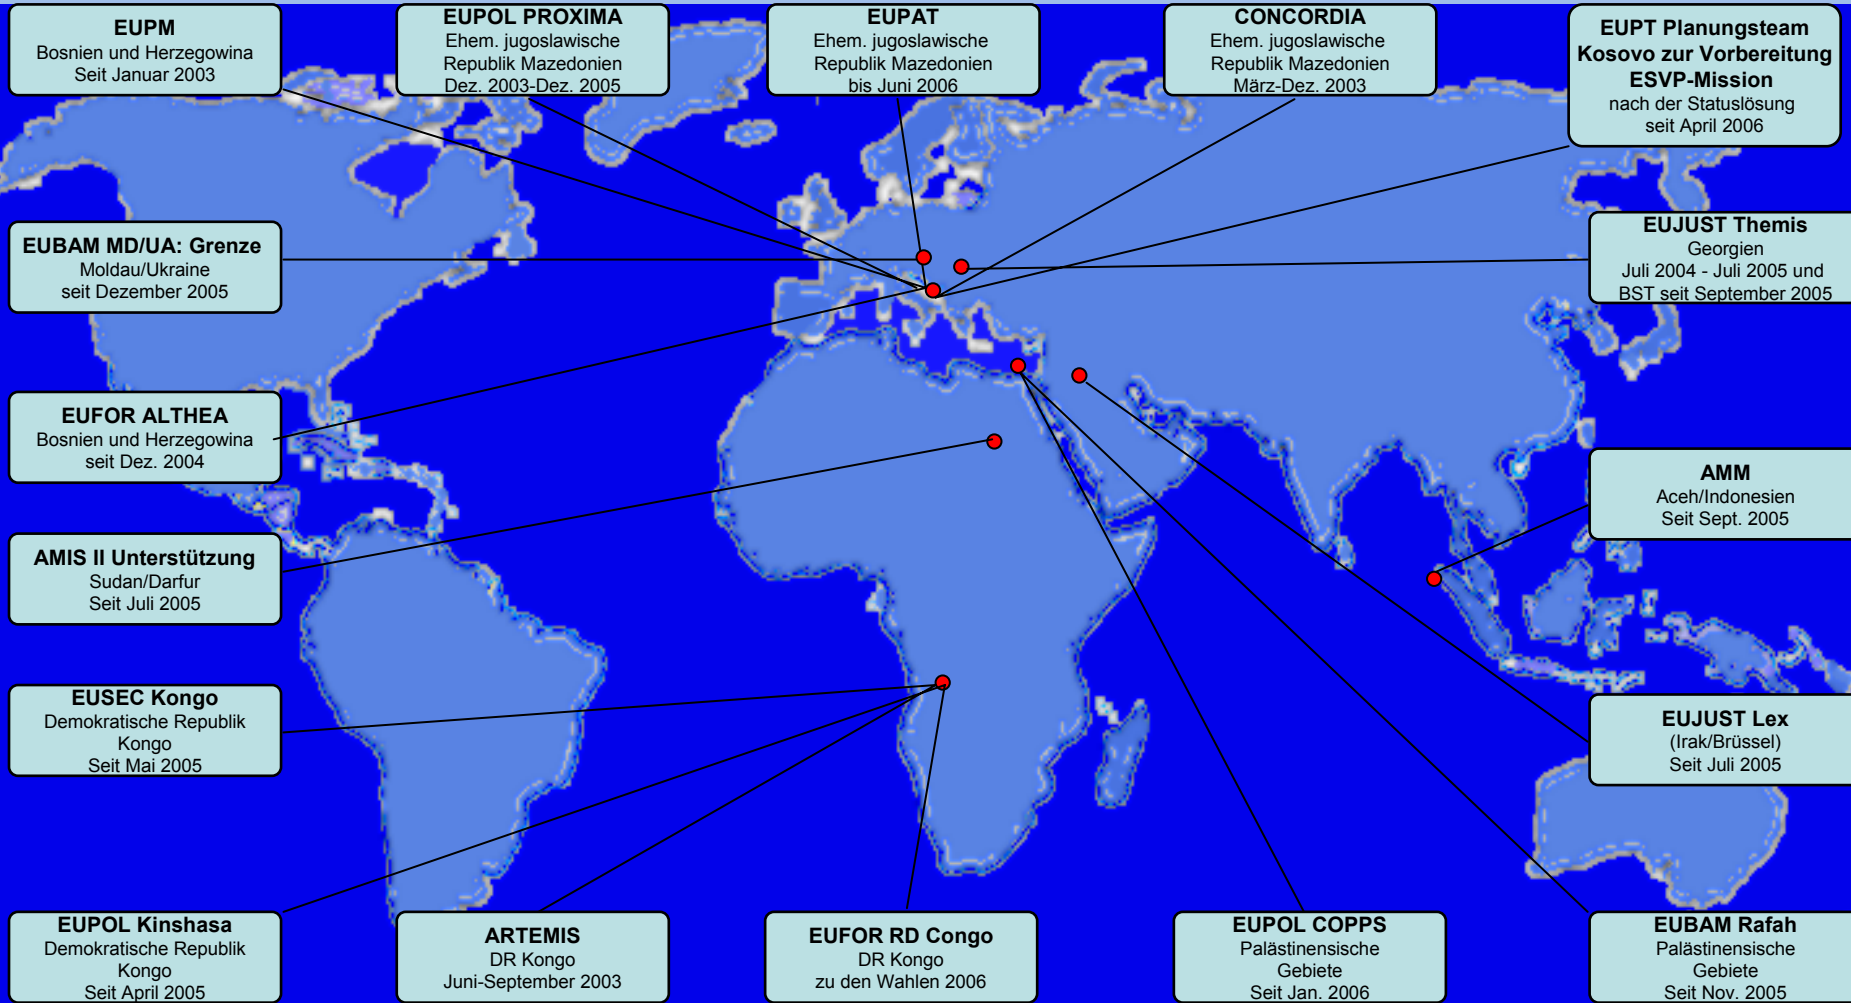 EUPM
Bosnien und Herzegowina
Seit Januar 2003
EUPOL PROXIMA
Ehem. jugoslawische
Republik Mazedonien
Dez. 2003-Dez. 2005
EUPAT
Ehem. jugoslawische
Republik Mazedonien
bis Juni 2006
CONCORDIA
Ehem. jugoslawische
Republik Mazedonien
März-Dez. 2003
EUPT Planungsteam
Kosovo zur Vorbereitung
ESVP-Mission
nach der Statuslösung
seit April 2006
EUBAM MD/UA: Grenze
Moldau/Ukraine
seit Dezember 2005
EUJUST Themis
Georgien
Juli 2004 - Juli 2005 und
BST seit September 2005
EUFOR ALTHEA
Bosnien und Herzegowina
seit Dez. 2004
AMM
Aceh/Indonesien
Seit Sept. 2005
AMIS II Unterstützung
Sudan/Darfur
Seit Juli 2005
EUSEC Kongo
Demokratische Republik
Kongo
Seit Mai 2005
EUJUST Lex
(Irak/Brüssel)
Seit Juli 2005
EUPOL Kinshasa
Demokratische Republik
Kongo
Seit April 2005
ARTEMIS
DR Kongo
Juni-September 2003
EUFOR RD Congo
DR Kongo
zu den Wahlen 2006
EUPOL COPPS
Palästinensische
Gebiete
Seit Jan. 2006
EUBAM Rafah
Palästinensische
Gebiete
Seit Nov. 2005